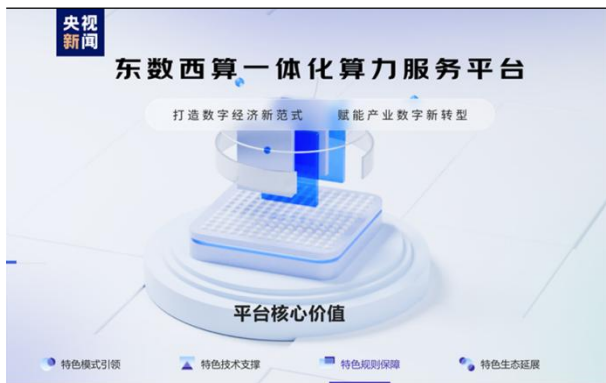 央视
新闻
东数西算一体化算力服务平台
打造数字经济新范式 赋能产业数字新转型
平台核心价值
特色模式引领 特色技术支撑 特色规则保障 特色生态延展